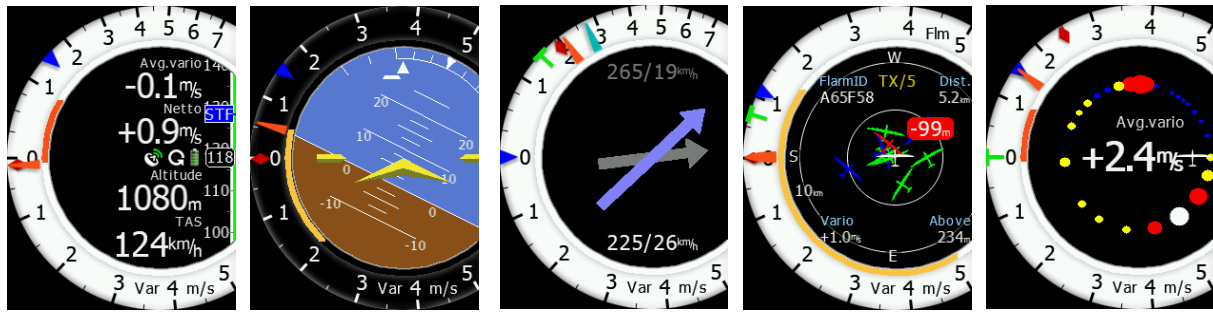 0 1 2 3 4 5
Avg.vario
-0.1m/s
Netto
+0.9m/s
STF
118
Altitude
1080m
TAS
124km/h
140
110
100
1 2 3 4 5
Var m/s
0 1 2 3 4 5
20
20
10
10
0
0
10
-10
-10
1 2 3 4 5
Var m/s
0 1 2 3 4 5 6 7
265/19km/h
225/26km/h
1 2 3 4 5
Var m/s
0 1 2 3 4 5
Flm
W
FlarmID
TX/5
Dist.
A65F58
5.2km
-99m
S
10km
Vario
Above
+1.0m/s
234m
E
1 2 3 4 5
Var m/s
0 1 2 3 4 5 6 7
Avg.vario
+2.4m/s
1 2 3 4 5
Var m/s